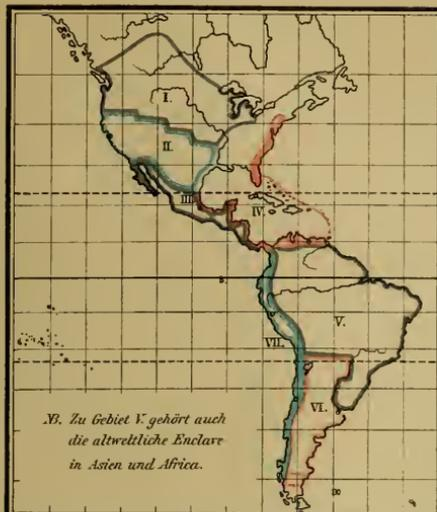 I.
II.
III.
IV.
V.
VII.
VI.
NB. Zu Gebiet V. gehört auch
die altweltliche Enclave
in Asien und Africa.